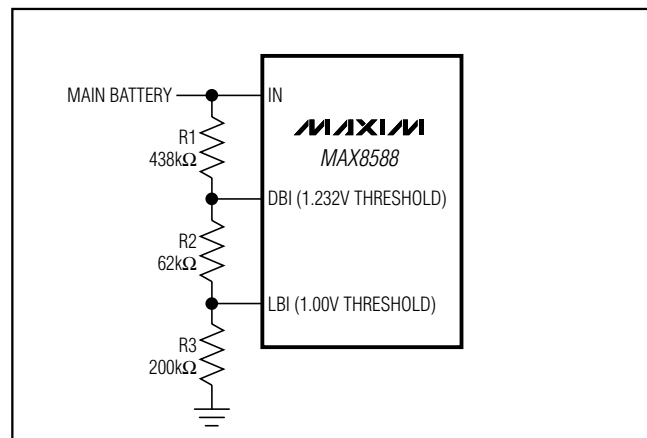 MAIN BATTERY
IN
MAXIM
MAX8588
R1
438kΩ
DBI (1.232V THRESHOLD)
R2
62kΩ
LBI (1.00V THRESHOLD)
R3
200kΩ